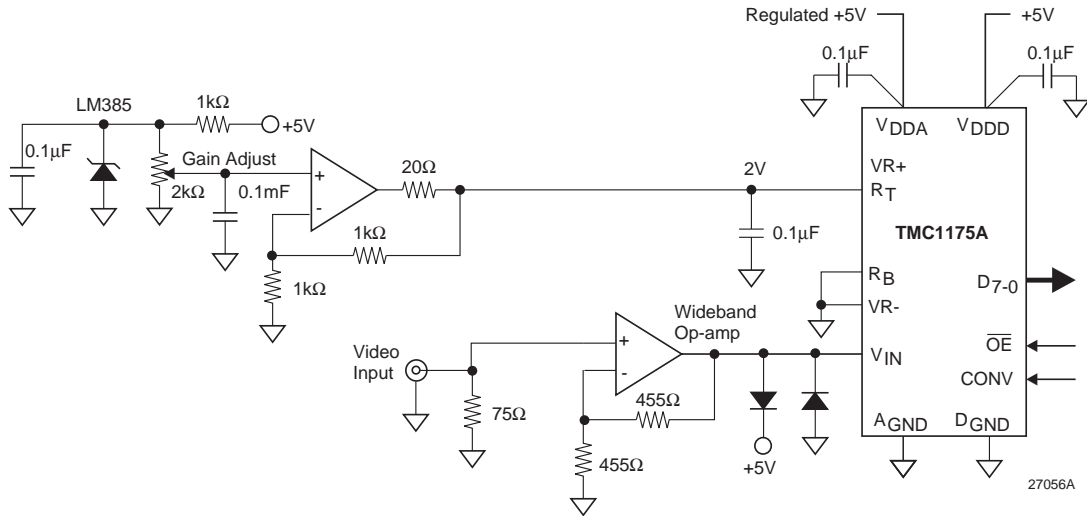 Regulated +5V
+5V
0.1µF
0.1µF
LM385
1kΩ
+5V
VDDA
VDDD
0.1µF
Gain Adjust
20Ω
2V
VR+
2kΩ
0.1mF
+
-
RT
1kΩ
0.1µF
TMC1175A
1kΩ
RB
D7-0
VR-
Wideband
Op-amp
Video
Input
+
-
VIN
OE
CONV
75Ω
455Ω
455Ω
+5V
AGND
DGND
27056A